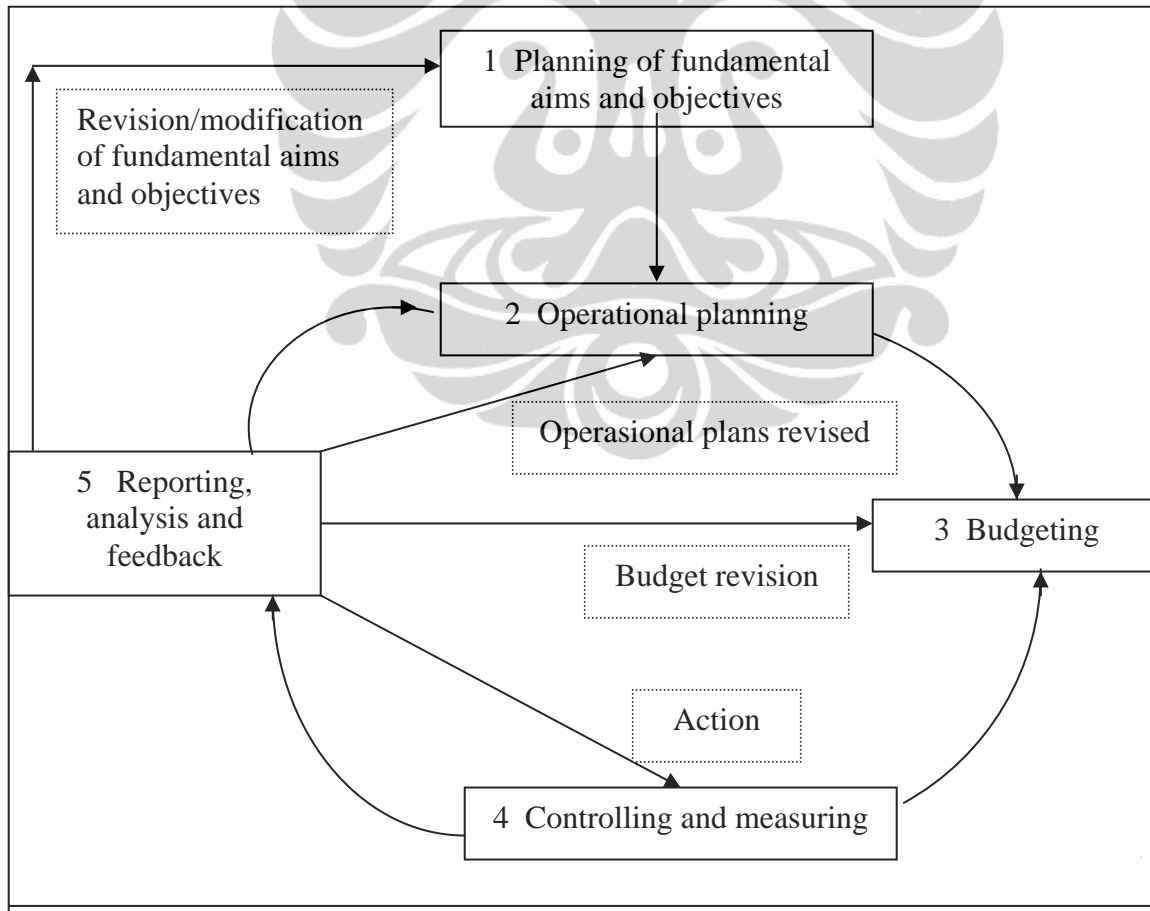 1 Planning of fundamental
aims and objectives
Revision/modification
of fundamental aims
and objectives
2 Operational planning
Operasional plans revised
5 Reporting,
analysis and
feedback
3 Budgeting
Budget revision
Action
4 Controlling and measuring